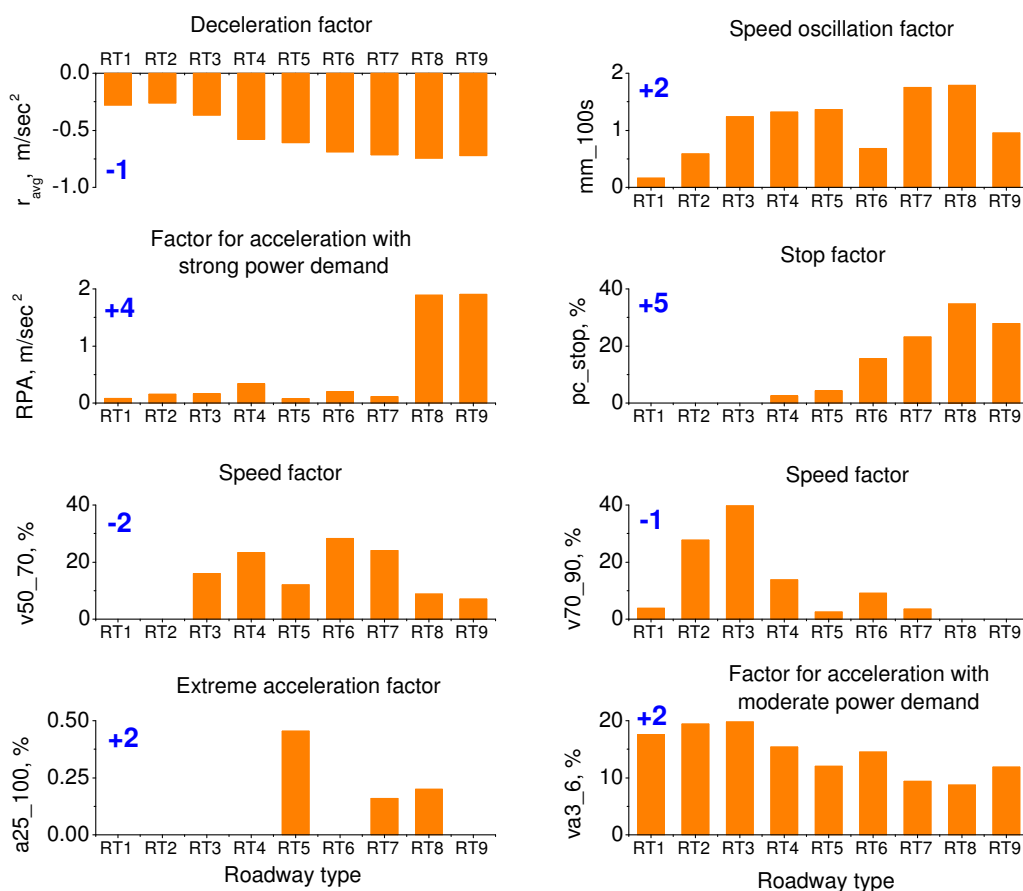 Deceleration factor
RT1 RT2 RT3 RT4 RT5 RT6 RT7 RT8 RT9
0.0
-0.5
-1.0
-1
r_avg, m/sec²
Speed oscillation factor
2
1
0
+2
mm_100s
RT1 RT2 RT3 RT4 RT5 RT6 RT7 RT8 RT9
Factor for acceleration with
strong power demand
2
1
0
+4
RPA, m/sec²
RT1 RT2 RT3 RT4 RT5 RT6 RT7 RT8 RT9
Stop factor
40
20
0
+5
pc_stop, %
RT1 RT2 RT3 RT4 RT5 RT6 RT7 RT8 RT9
Speed factor
40
20
0
-2
v50_70, %
RT1 RT2 RT3 RT4 RT5 RT6 RT7 RT8 RT9
Speed factor
40
20
0
-1
v70_90, %
RT1 RT2 RT3 RT4 RT5 RT6 RT7 RT8 RT9
Extreme acceleration factor
0.50
0.25
0.00
+2
a25_100, %
RT1 RT2 RT3 RT4 RT5 RT6 RT7 RT8 RT9
Roadway type
Factor for acceleration with
moderate power demand
20
10
0
+2
va3_6, %
RT1 RT2 RT3 RT4 RT5 RT6 RT7 RT8 RT9
Roadway type